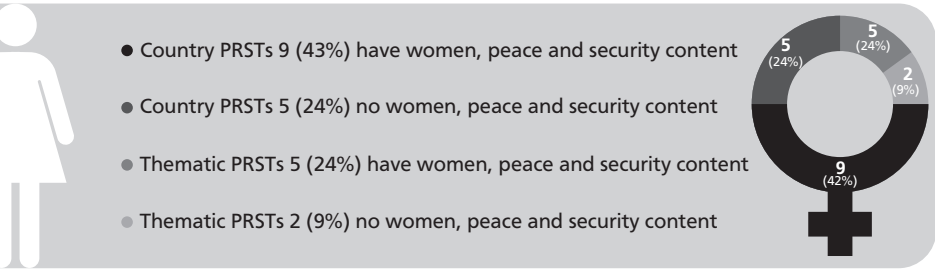 Country PRSTs 9 (43%) have women, peace and security content
Country PRSTs 5 (24%) no women, peace and security content
Thematic PRSTs 5 (24%) have women, peace and security content
Thematic PRSTs 2 (9%) no women, peace and security content
5
(24%)
5
(24%)
2
(9%)
9
(42%)